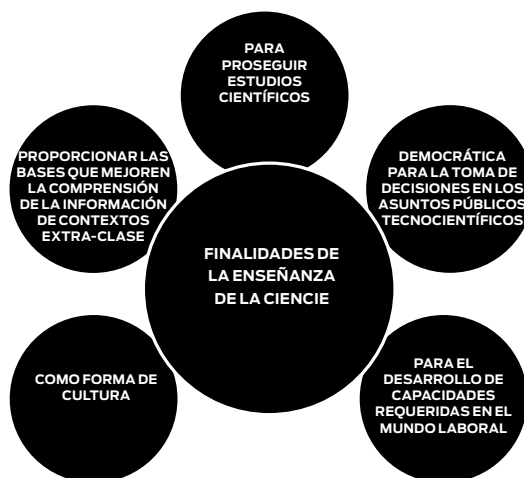 PARA
PROSEGUIR
ESTUDIOS
CIENTÍFICOS
PROPORCIONAR LAS
BASES QUE MEJOREN
LA COMPRENSIÓN
DE LA INFORMACIÓN
DE CONTEXTOS
EXTRA-CLASE
DEMOCRÁTICA
PARA LA TOMA DE
DECISIONES EN LOS
ASUNTOS PÚBLICOS
TECNOCIENTÍFICOS
FINALIDADES DE
LA ENSEÑANZA
DE LA CIENCIE
COMO FORMA DE
CULTURA
PARA EL
DESARROLLO DE
CAPACIDADES
REQUERIDAS EN EL
MUNDO LABORAL